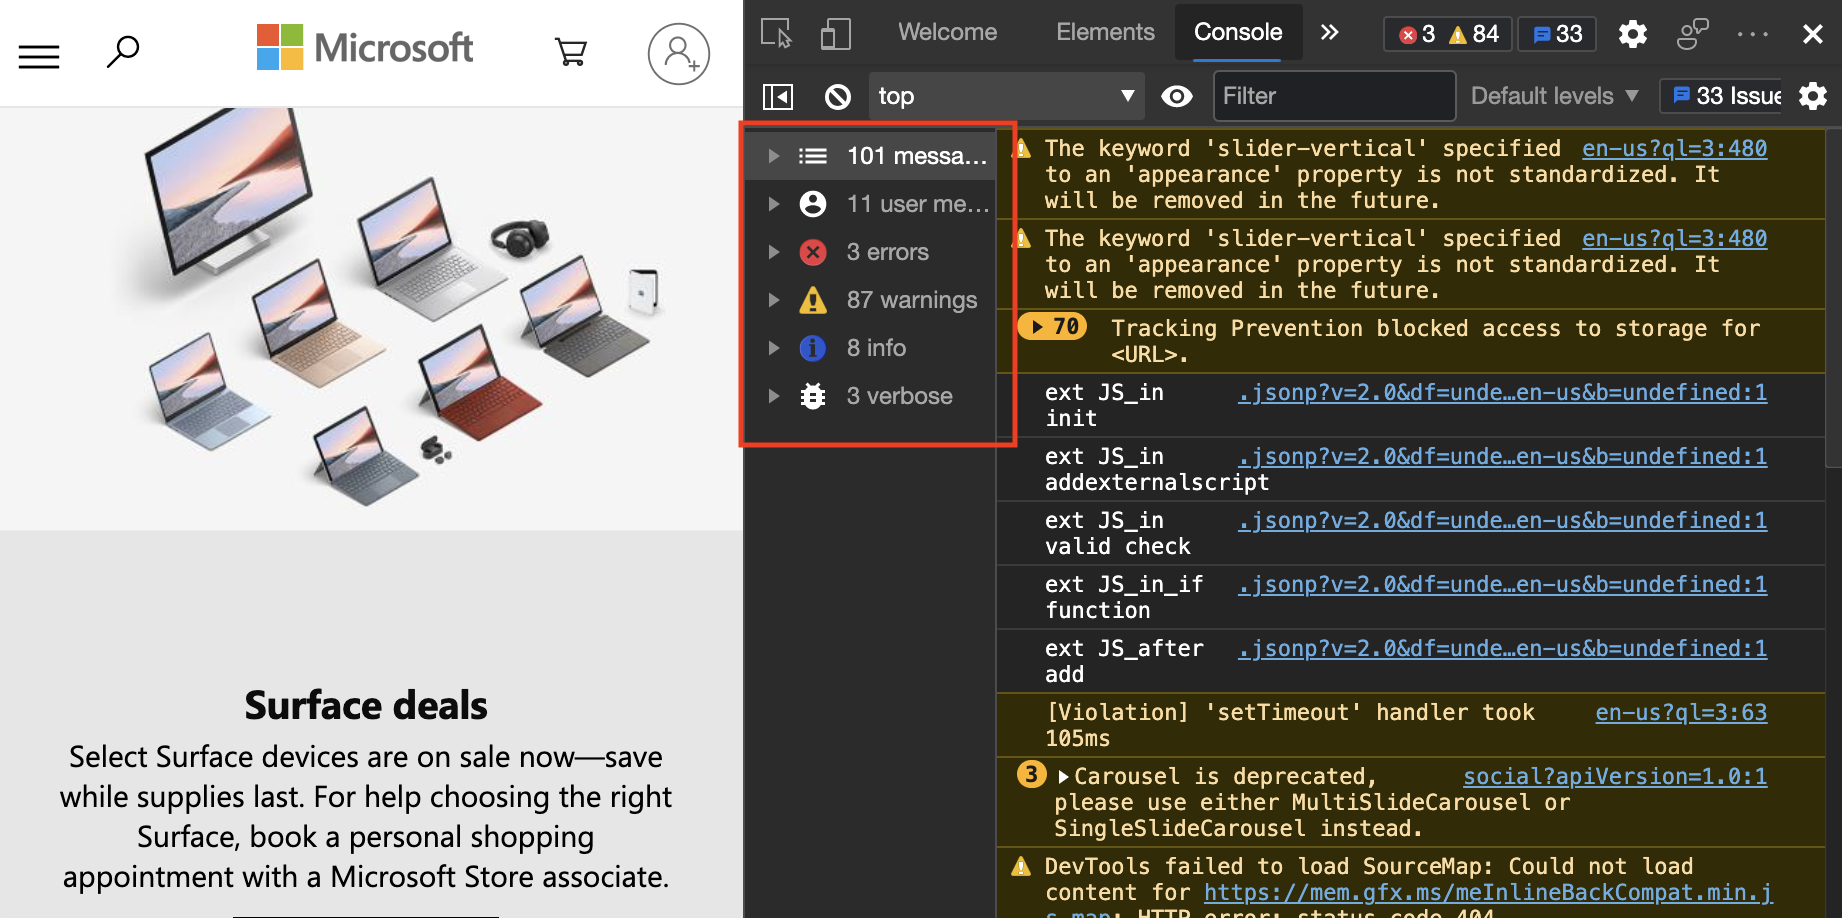 Microsoft
Surface deals
Select Surface devices are on sale now—save
while supplies last. For help choosing the right
Surface, book a personal shopping
appointment with a Microsoft Store associate.
Welcome Elements Console 3 84 33
top Filter Default levels 33 Issue
101 messa…
11 user me…
3 errors
87 warnings
8 info
3 verbose
The keyword 'slider-vertical' specified en-us?ql=3:480
to an 'appearance' property is not standardized. It
will be removed in the future.
The keyword 'slider-vertical' specified en-us?ql=3:480
to an 'appearance' property is not standardized. It
will be removed in the future.
70 Tracking Prevention blocked access to storage for
<URL>.
ext JS_in .jsonp?v=2.0&df=unde…en-us&b=undefined:1
init
ext JS_in .jsonp?v=2.0&df=unde…en-us&b=undefined:1
addexternalscript
ext JS_in .jsonp?v=2.0&df=unde…en-us&b=undefined:1
valid check
ext JS_in_if .jsonp?v=2.0&df=unde…en-us&b=undefined:1
function
ext JS_after .jsonp?v=2.0&df=unde…en-us&b=undefined:1
add
[Violation] 'setTimeout' handler took en-us?ql=3:63
105ms
3 Carousel is deprecated, social?apiVersion=1.0:1
please use either MultiSlideCarousel or
SingleSlideCarousel instead.
DevTools failed to load SourceMap: Could not load
content for https://mem.gfx.ms/meInlineBackCompat.min.j
s.map: HTTP error: status code 404